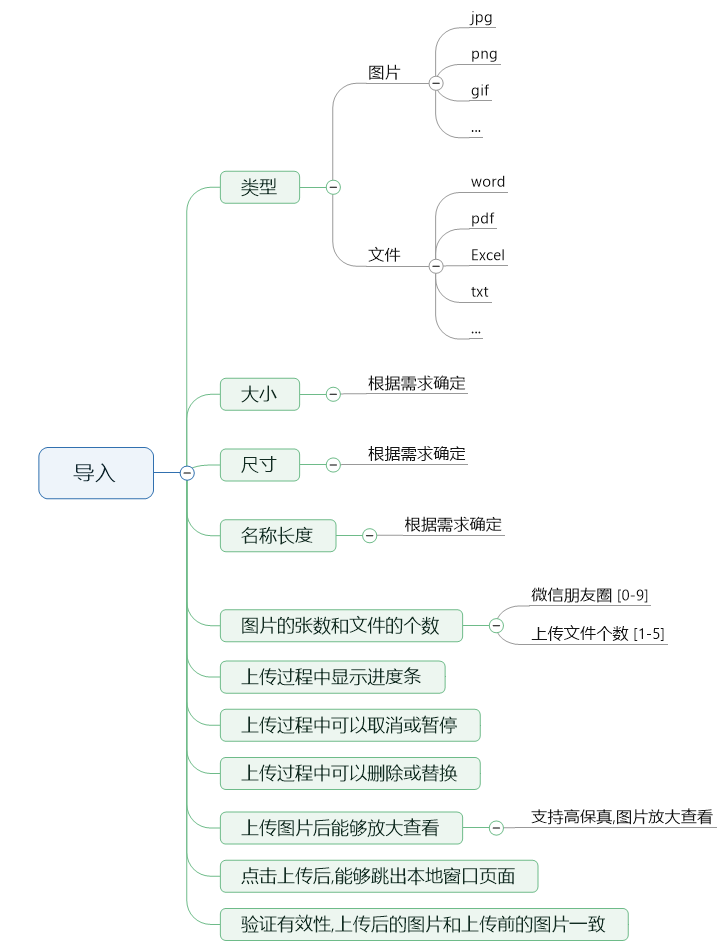 导入
类型
图片
jpg
png
gif
...
文件
word
pdf
Excel
txt
...
大小
根据需求确定
尺寸
根据需求确定
名称长度
根据需求确定
图片的张数和文件的个数
微信朋友圈 [0-9]
上传文件个数 [1-5]
上传过程中显示进度条
上传过程中可以取消或暂停
上传过程中可以删除或替换
上传图片后能够放大查看
支持高保真,图片放大查看
点击上传后,能够跳出本地窗口页面
验证有效性,上传后的图片和上传前的图片一致